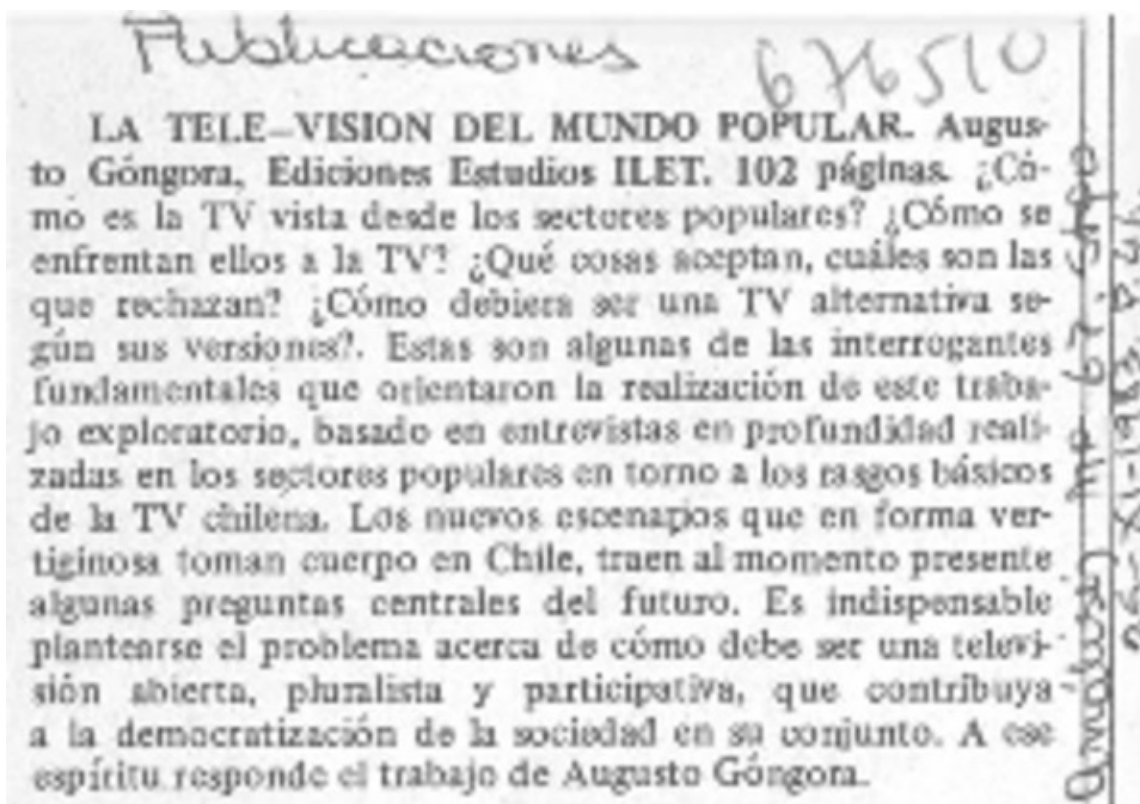 Publicaciones
676510
LA TELE—VISION DEL MUNDO POPULAR. Augus-
to Góngora, Ediciones Estudios ILET. 102 páginas. ¿Có-
mo es la TV vista desde los sectores populares? ¿Cómo se
enfrentan ellos a la TV? ¿Qué cosas aceptan, cuáles son las
que rechazan? ¿Cómo debiera ser una TV alternativa se-
gún sus versiones?. Estas son algunas de las interrogantes
fundamentales que orientaron la realización de este traba-
jo exploratorio, basado en entrevistas en profundidad reali-
zadas en los sectores populares en torno a los rasgos básicos
de la TV chilena. Los nuevos escenarios que en forma ver-
tiginosa toman cuerpo en Chile, traen al momento presente
algunas preguntas centrales del futuro. Es indispensable
plantearse el problema acerca de cómo debe ser una televi-
sión abierta, pluralista y participativa, que contribuya
a la democratización de la sociedad en su conjunto. A ese
espíritu responde el trabajo de Augusto Góngora.